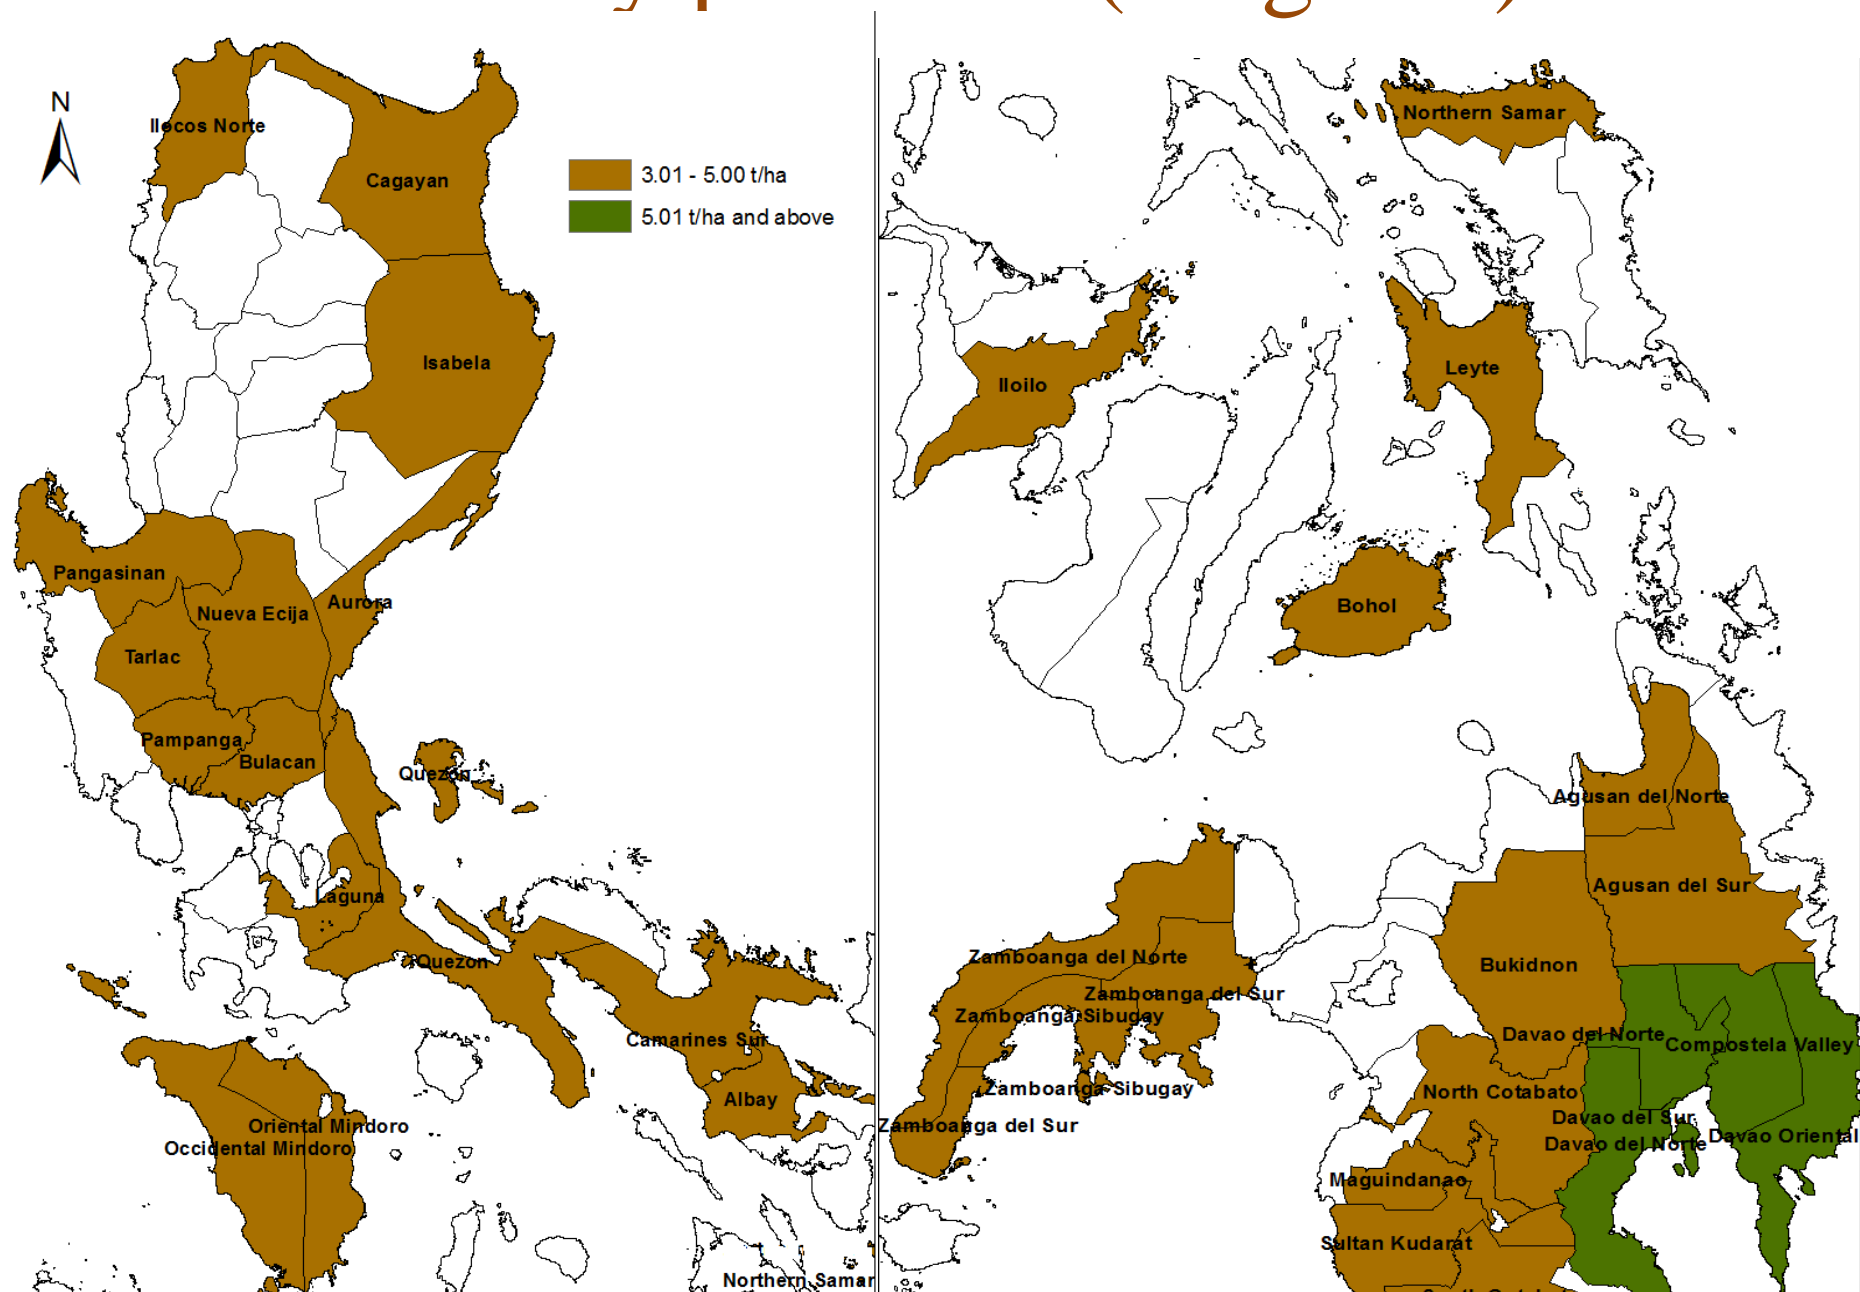 N
Ilocos Norte
Cagayan
3.01 - 5.00 t/ha
5.01 t/ha and above
Isabela
Pangasinan
Nueva Ecija
Aurora
Tarlac
Pampanga
Bulacan
Quezon
Laguna
Quezon
Camarines Sur
Albay
Oriental Mindoro
Occidental Mindoro
Northern Samar
Northern Samar
Iloilo
Leyte
Bohol
Agusan del Norte
Agusan del Sur
Zamboanga del Norte
Bukidnon
Zamboanga del Sur
Zamboanga Sibugay
Davao del Norte
Compostela Valley
Zamboanga Sibugay
North Cotabato
Zamboanga del Sur
Davao del Sur
Davao del Norte
Davao Oriental
Maguindanao
Sultan Kudarat